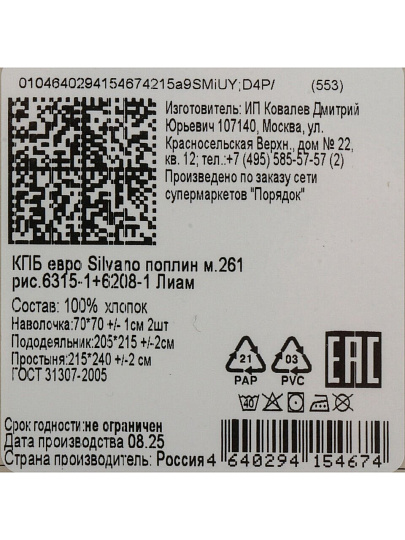 0104640294154674215a9SMiUY;D4P/ (553)
Изготовитель: ИП Ковалев Дмитрий
Юрьевич 107140, Москва, ул.
Красносельская Верхн., дом № 22,
кв. 12; тел.:+7 (495) 585-57-57 (2)
Произведено по заказу сети
супермаркетов "Порядок"
КПБ евро Silvano поплин м.261
рис.6315-1+6208-1 Лиам
Состав: 100% хлопок
Наволочка:70*70 +/- 1см 2шт
Пододеяльник:205*215 +/-2см
Простыня:215*240 +/-2 см
ГОСТ 31307-2005
21 03
PAP PVC
EAC
40
Срок годности:не ограничен
Дата производства 08.25
Страна производитель: Россия
4 640294 154674